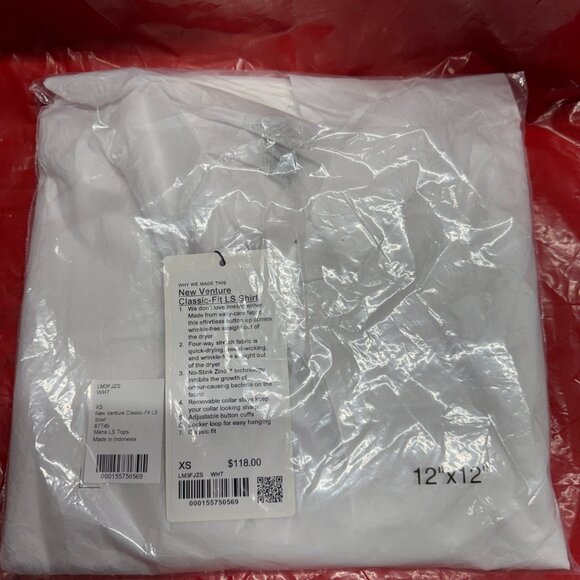 WHY WE MADE THIS
New Venture
Classic-Fit LS Shirt
1. We don't love ironing either.
Made from easy-care fabric,
this effortless button up comes
wrinkle-free straight out of
the dryer
2. Four-way stretch fabric is
quick-drying, sweat-wicking,
and wrinkle-free straight out
of the dryer
3. No-Stink Zinc™ technology
inhibits the growth of
odour-causing bacteria on the
fabric
4. Removable collar stays keep
your collar looking sharp
5. Adjustable button cuffs
6. Locker loop for easy hanging
7. Classic fit
XS $118.00
LM3FJZS WHT
000155750569
LM3FJZS
WHT
XS
New Venture Classic-Fit LS
Shirt
67749
Mens LS Tops
Made in Indonesia
000155750569
12"x12"